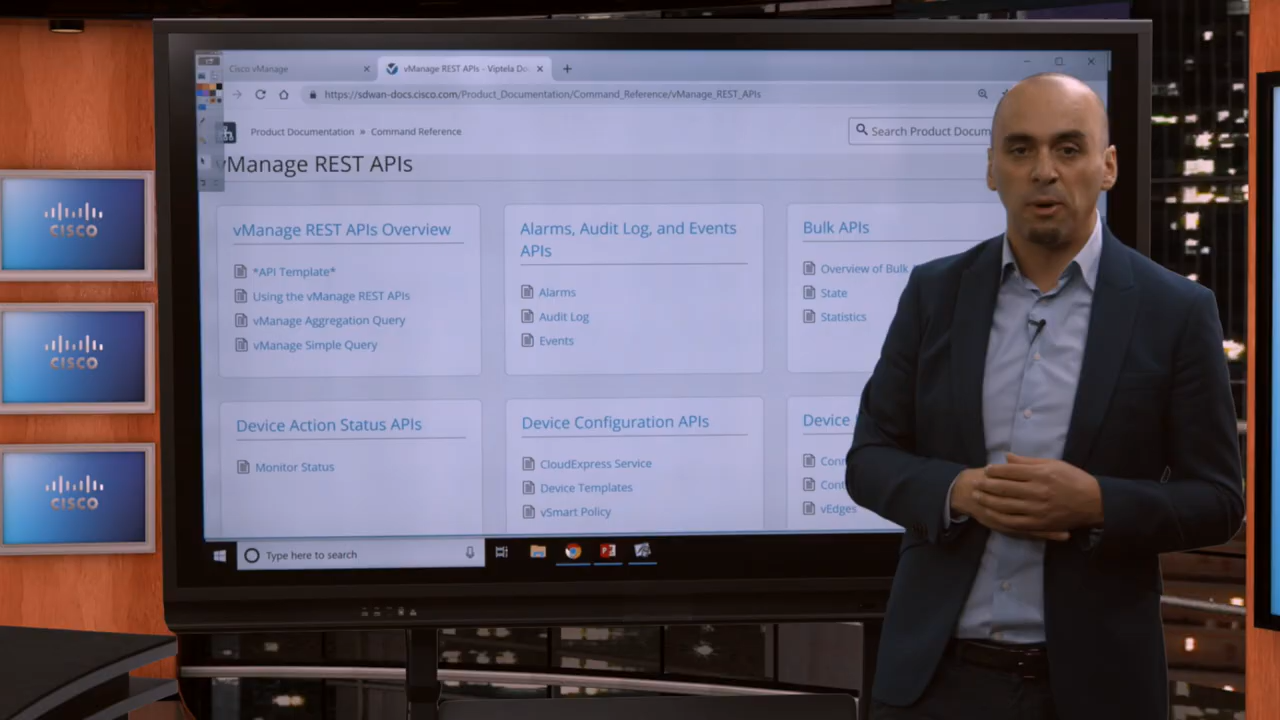 Cisco vManage
vManage REST APIs - Viptela Do
https://sdwan-docs.cisco.com/Product_Documentation/Command_Reference/vManage_REST_APIs
Product Documentation » Command Reference
Search Product Docum
vManage REST APIs
vManage REST APIs Overview
*API Template*
Using the vManage REST APIs
vManage Aggregation Query
vManage Simple Query
Alarms, Audit Log, and Events
APIs
Alarms
Audit Log
Events
Bulk APIs
Overview of Bulk
State
Statistics
Device Action Status APIs
Monitor Status
Device Configuration APIs
CloudExpress Service
Device Templates
vSmart Policy
Device
Con
Cont
vEdges
Type here to search
CISCO
CISCO
CISCO